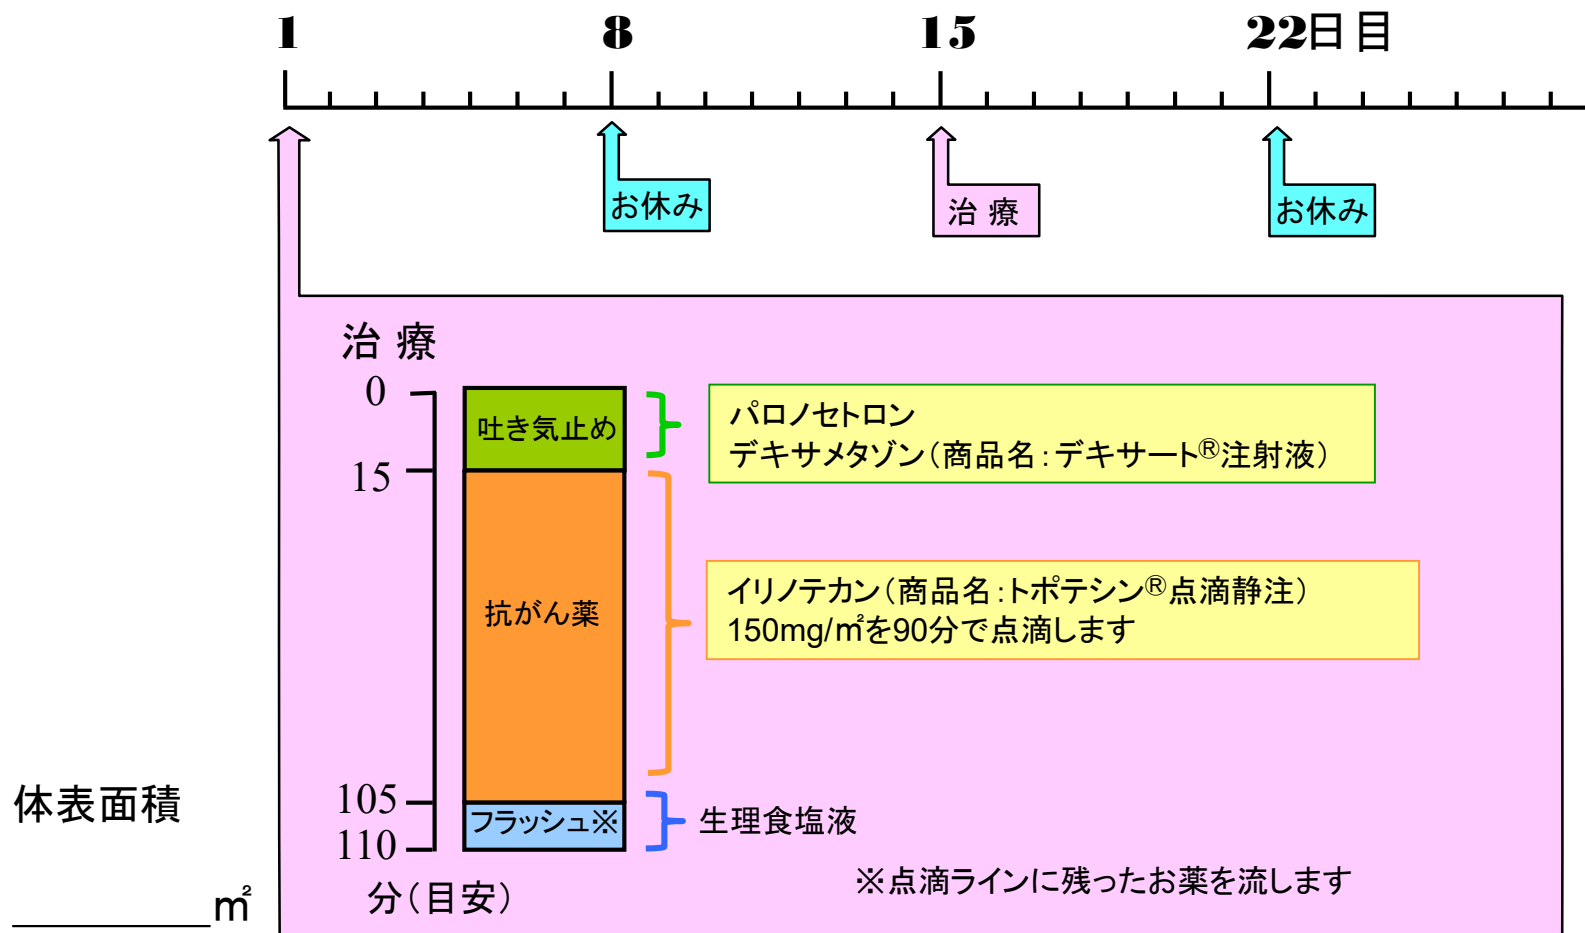 1 8 15 22日目
お休み 治療 お休み
治療
0
吐き気止め
パロノセトロン
デキサメタゾン（商品名：デキサート®注射液）
15
抗がん薬
イリノテカン（商品名：トポテシン®点滴静注）
150mg/㎡を90分で点滴します
105
フラッシュ※
生理食塩液
110
分（目安）
※点滴ラインに残ったお薬を流します
体表面積
㎡